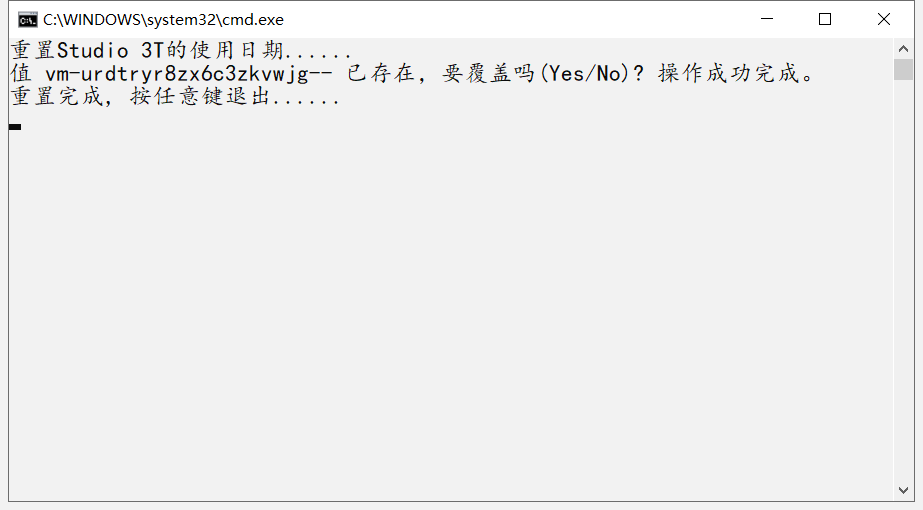 C:\WINDOWS\system32\cmd.exe
重置Studio 3T的使用日期......
值 vm-urdtryr8zx6c3zkvwjg-- 已存在，要覆盖吗(Yes/No)? 操作成功完成。
重置完成，按任意键退出......